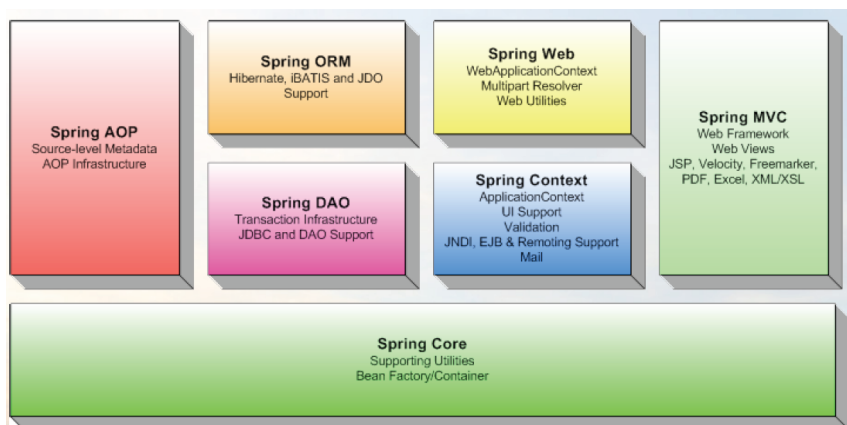 Spring AOP
Source-level Metadata
AOP Infrastructure
Spring ORM
Hibernate, iBATIS and JDO
Support
Spring Web
WebApplicationContext
Multipart Resolver
Web Utilities
Spring MVC
Web Framework
Web Views
JSP, Velocity, Freemarker,
PDF, Excel, XML/XSL
Spring DAO
Transaction Infrastructure
JDBC and DAO Support
Spring Context
ApplicationContext
UI Support
Validation
JNDI, EJB & Remoting Support
Mail
Spring Core
Supporting Utilities
Bean Factory/Container